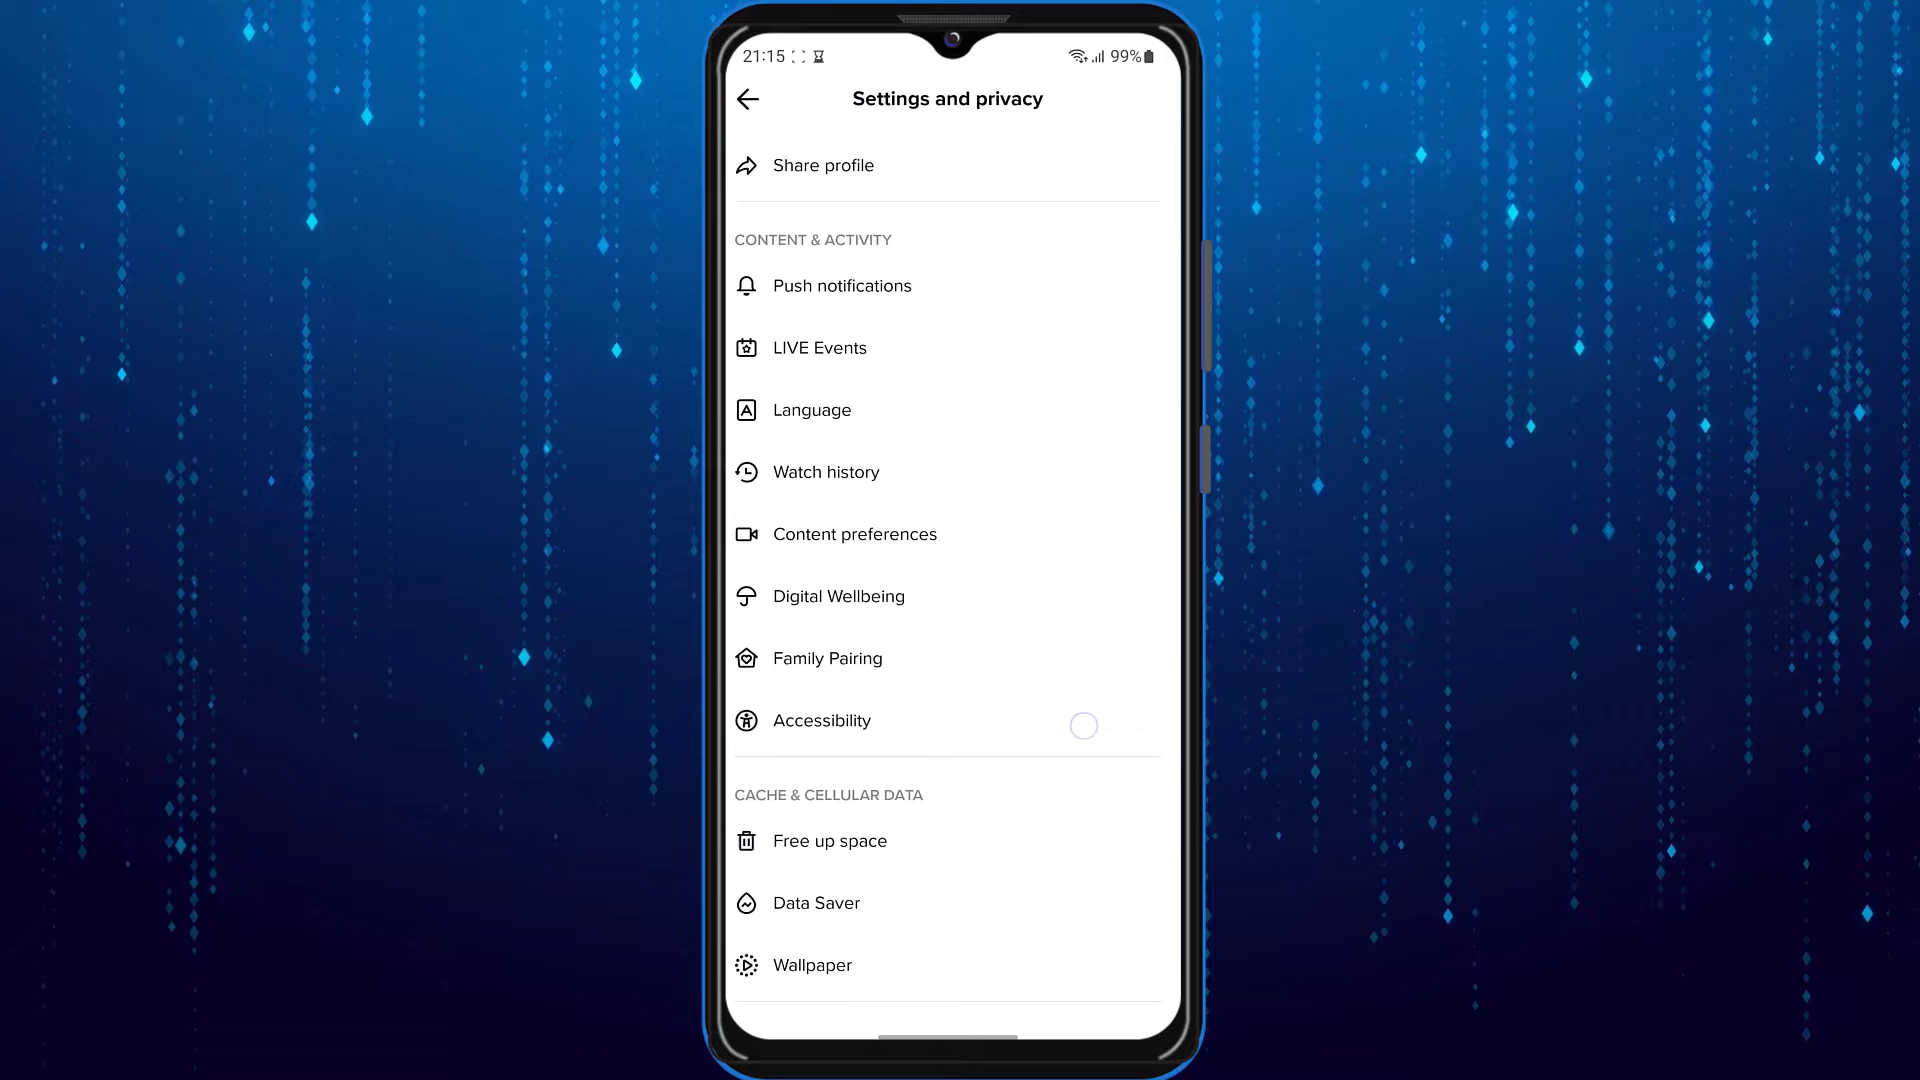 21:15 99%
Settings and privacy
Share profile
CONTENT & ACTIVITY
Push notifications
LIVE Events
Language
Watch history
Content preferences
Digital Wellbeing
Family Pairing
Accessibility
CACHE & CELLULAR DATA
Free up space
Data Saver
Wallpaper